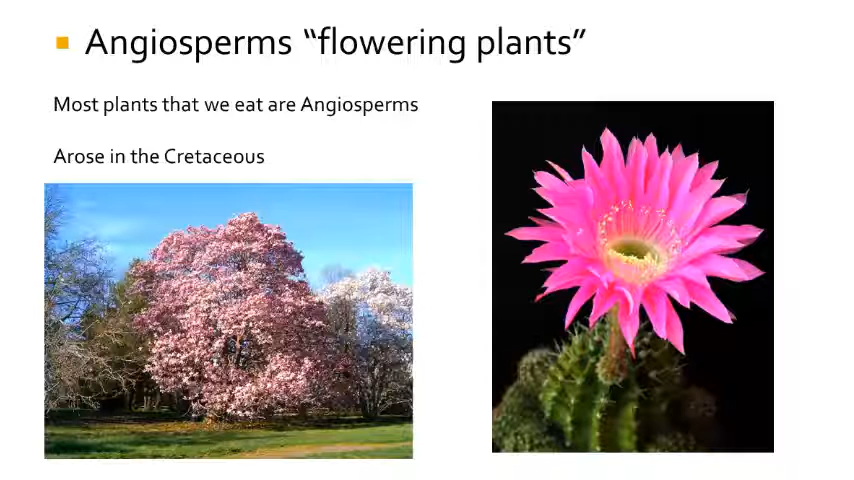 Angiosperms “flowering plants”
Most plants that we eat are Angiosperms
Arose in the Cretaceous